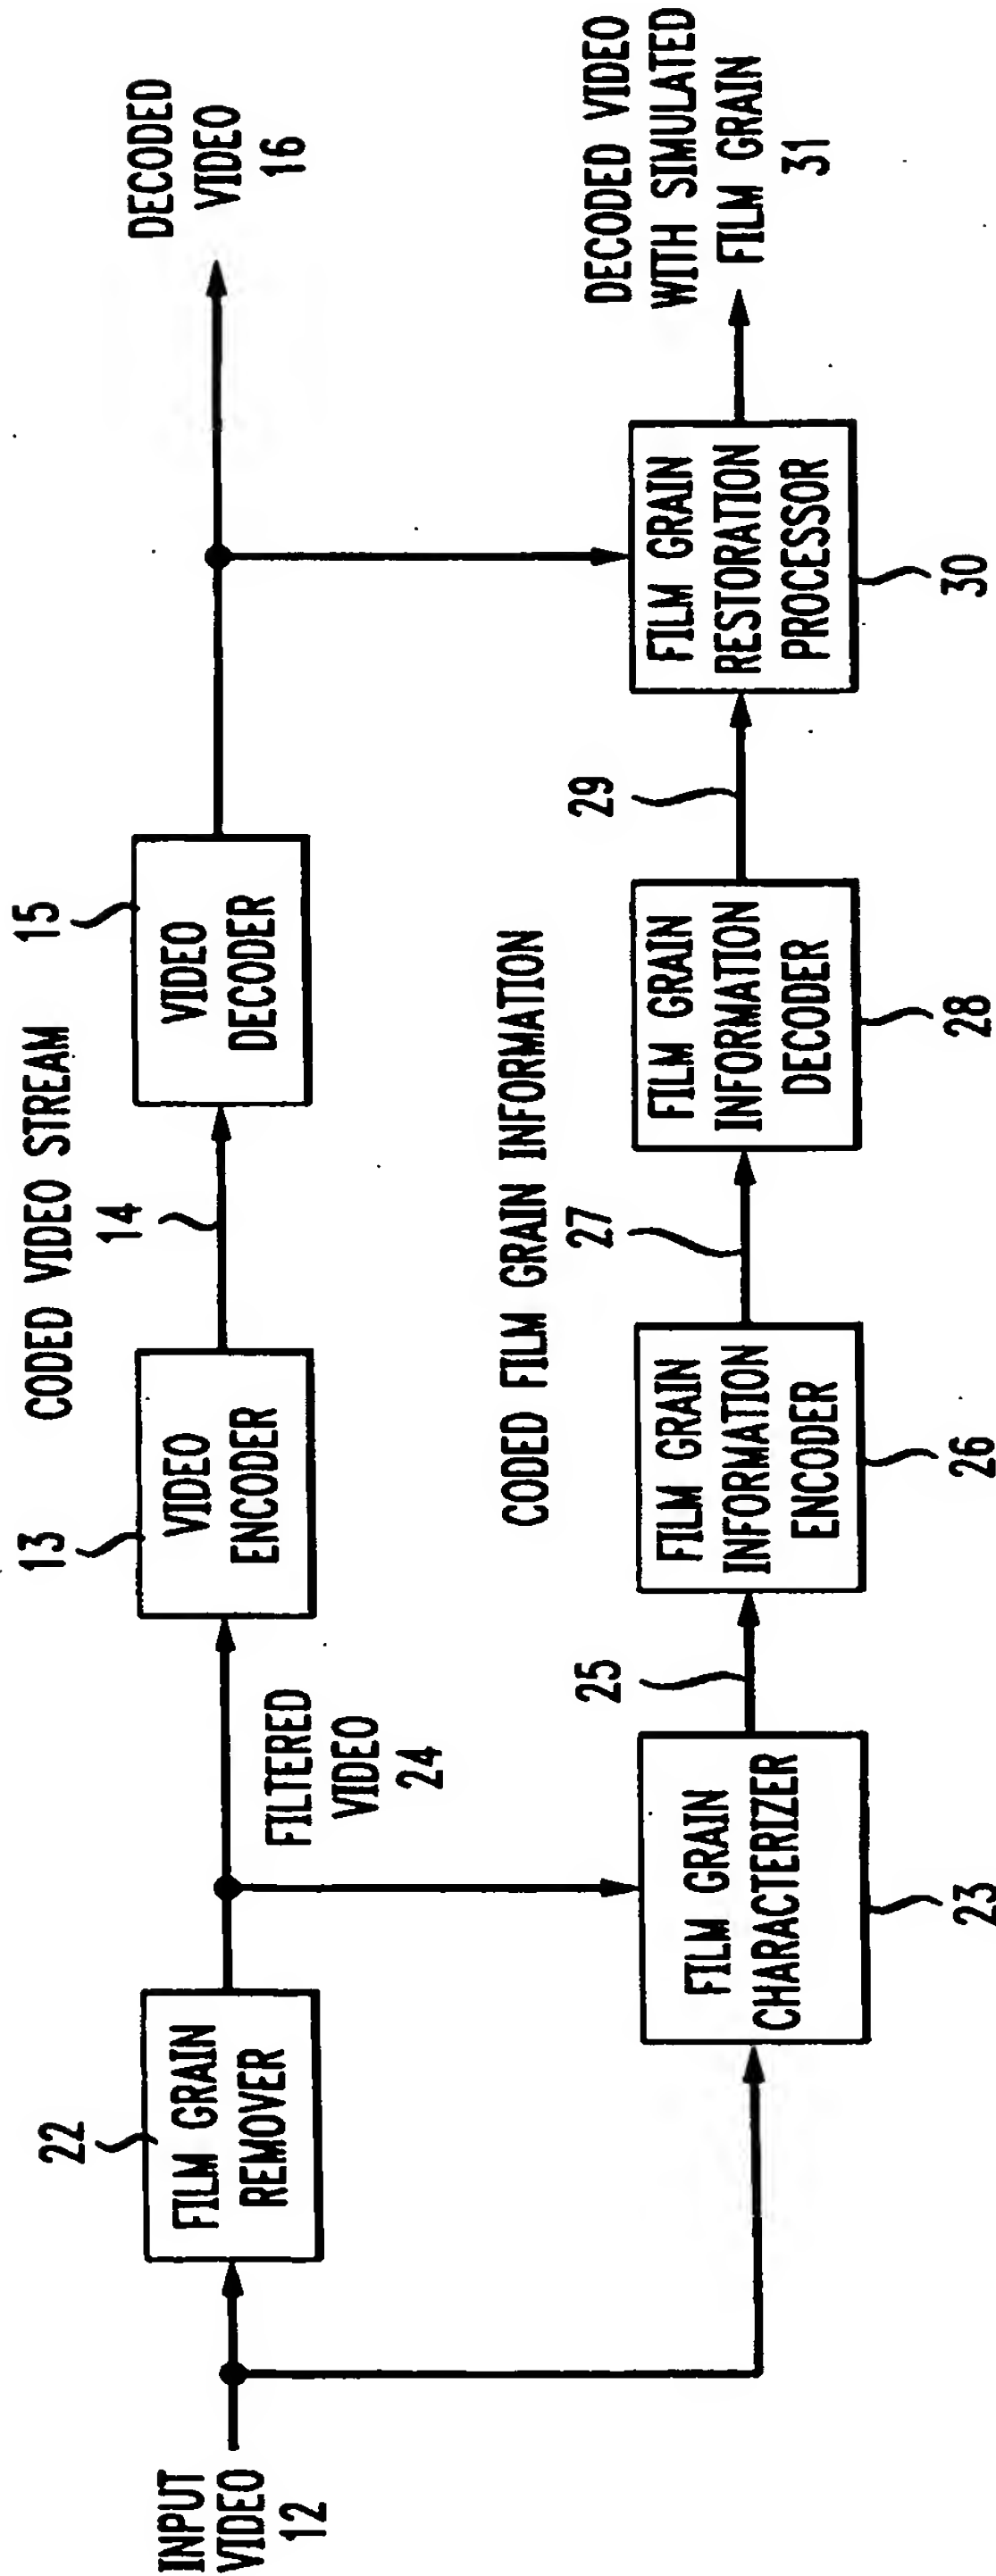 INPUT
VIDEO
12
22
FILM GRAIN
REMOVER
FILTERED
VIDEO
24
13
VIDEO
ENCODER
CODED VIDEO STREAM
14
15
VIDEO
DECODER
DECODED
VIDEO
16
FILM GRAIN
CHARACTERIZER
23
25
FILM GRAIN
INFORMATION
ENCODER
26
CODED FILM GRAIN INFORMATION
27
FILM GRAIN
INFORMATION
DECODER
28
29
FILM GRAIN
RESTORATION
PROCESSOR
30
DECODED VIDEO
WITH SIMULATED
FILM GRAIN
31